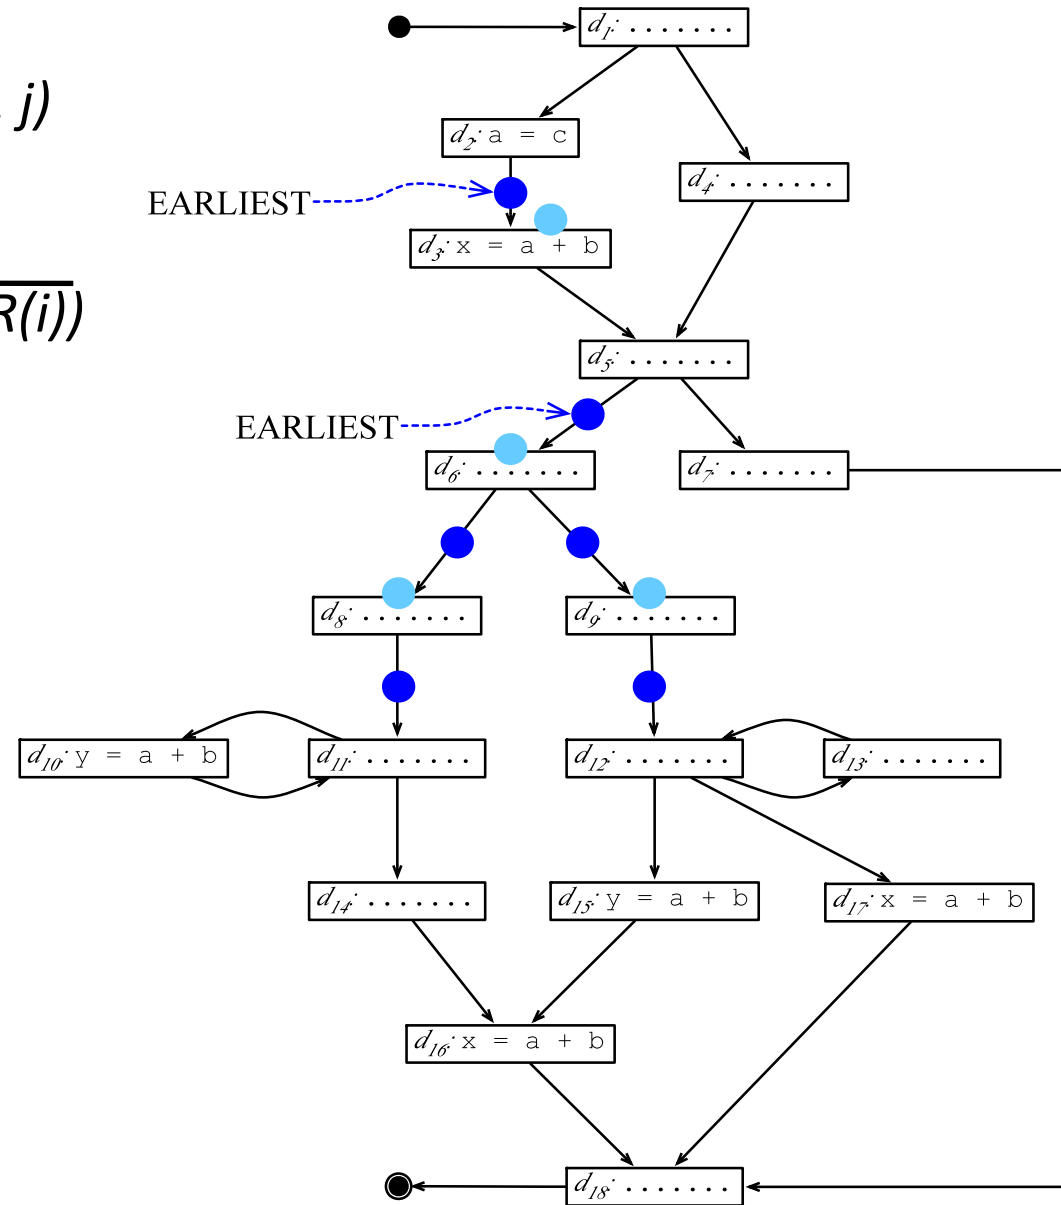 d1: . . . . . . .
, j)
d2: a = c
EARLIEST
d4: . . . . . . .
d3: x = a + b
R(i))
d5: . . . . . . .
EARLIEST
d6: . . . . . . .
d7: . . . . . . .
d8: . . . . . . .
d9: . . . . . . .
d10: y = a + b
d11: . . . . . . .
d12: . . . . . . .
d13: . . . . . . .
d14: . . . . . . .
d15: y = a + b
d17: x = a + b
d16: x = a + b
d18: . . . . . . .